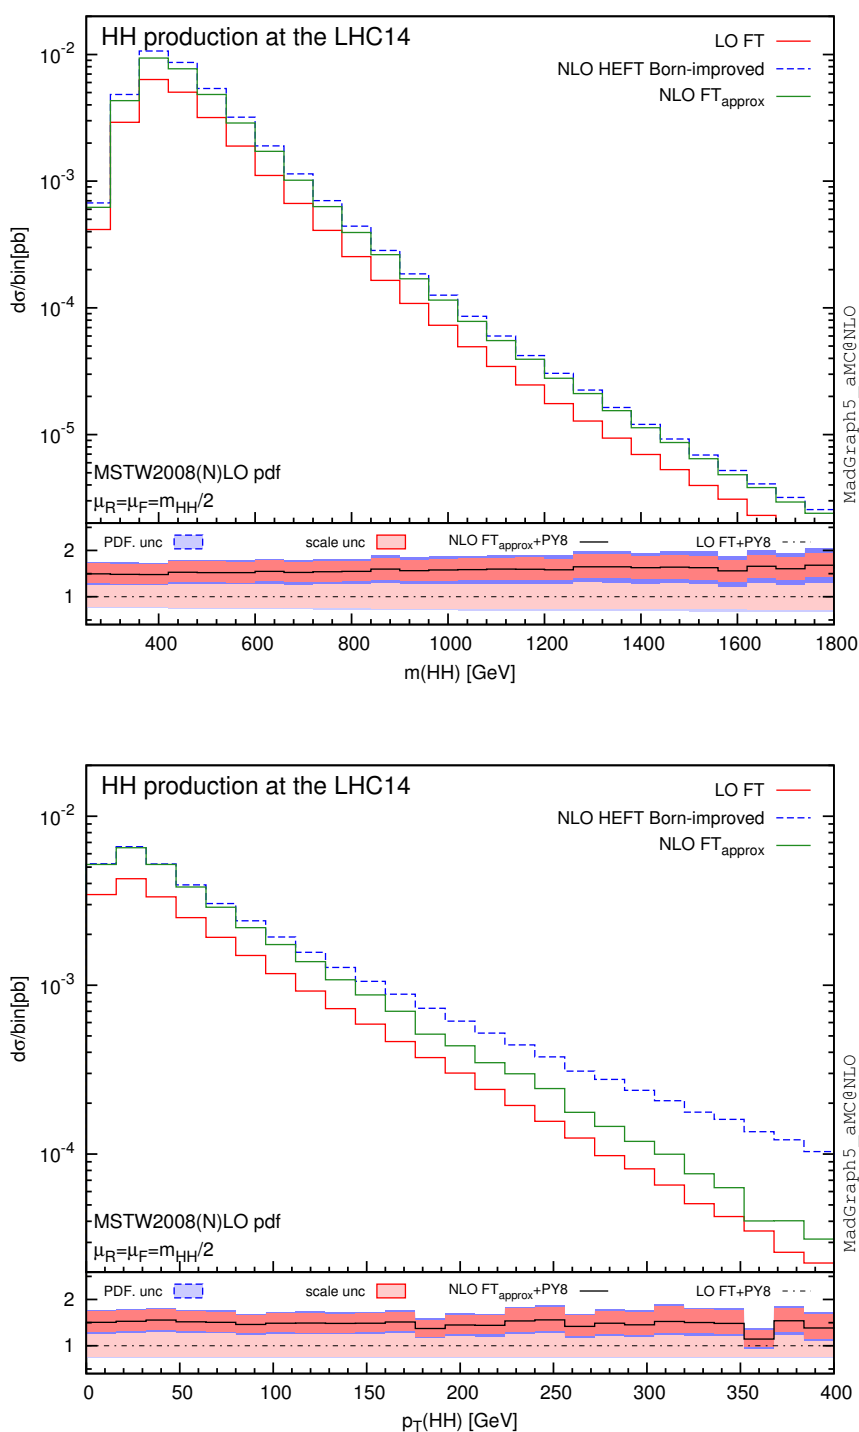 HH production at the LHC14
LO FT
NLO HEFT Born-improved
NLO FTapprox
10-2
10-3
10-4
10-5
dσ/bin[pb]
MadGraph5_aMC@NLO
MSTW2008(N)LO pdf
μR=μF=mHH/2
PDF. unc
scale unc
NLO FTapprox+PY8
LO FT+PY8
2
1
400 600 800 1000 1200 1400 1600 1800
m(HH) [GeV]
HH production at the LHC14
LO FT
NLO HEFT Born-improved
NLO FTapprox
10-2
10-3
10-4
dσ/bin[pb]
MadGraph5_aMC@NLO
MSTW2008(N)LO pdf
μR=μF=mHH/2
PDF. unc
scale unc
NLO FTapprox+PY8
LO FT+PY8
2
1
0 50 100 150 200 250 300 350 400
pT(HH) [GeV]